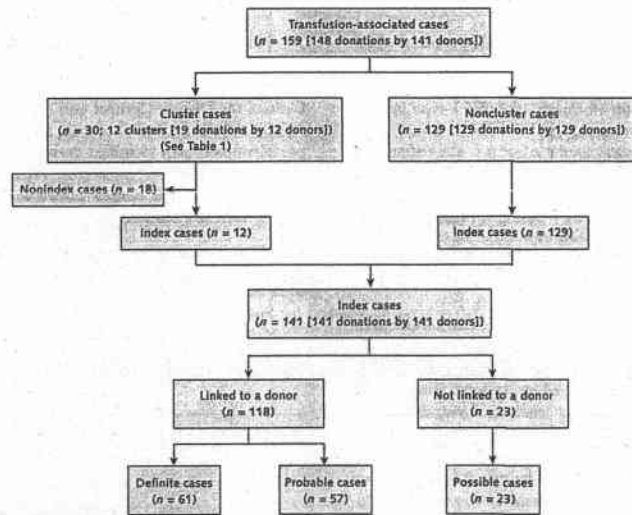 Transfusion-associated cases
(n = 159 [148 donations by 141 donors])
Cluster cases
(n = 30; 12 clusters [19 donations by 12 donors])
(See Table 1)
Noncluster cases
(n = 129 [129 donations by 129 donors])
Nonindex cases (n = 18)
Index cases (n = 12)
Index cases (n = 129)
Index cases
(n = 141 [141 donations by 141 donors])
Linked to a donor
(n = 118)
Not linked to a donor
(n = 23)
Definite cases
(n = 61)
Probable cases
(n = 57)
Possible cases
(n = 23)